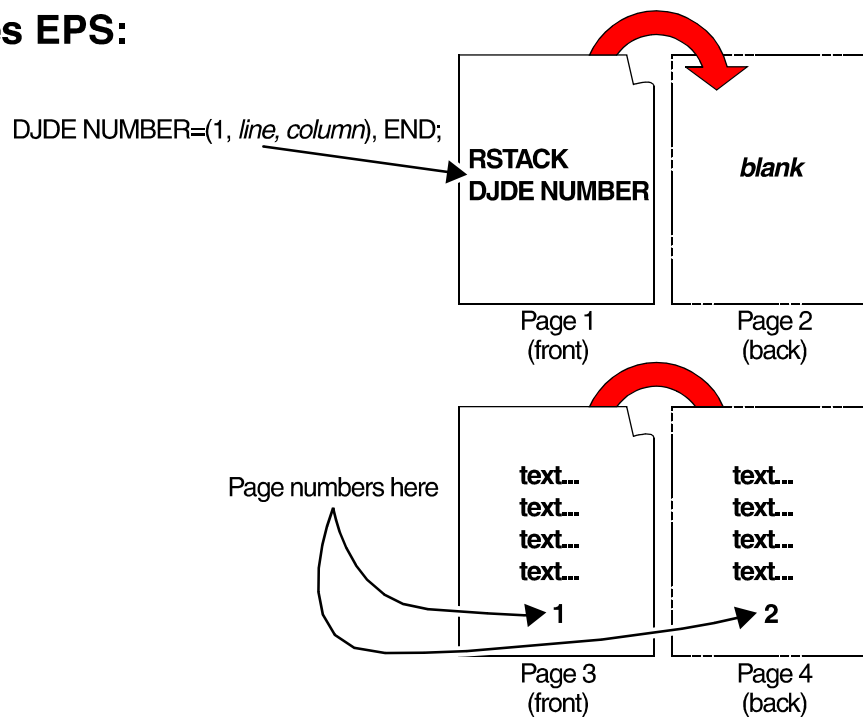 es EPS:
DJDE NUMBER=(1, line, column), END;
RSTACK
DJDE NUMBER
blank
Page 1
(front)
Page 2
(back)
Page numbers here
text...
text...
text...
text...
1
text...
text...
text...
text...
2
Page 3
(front)
Page 4
(back)